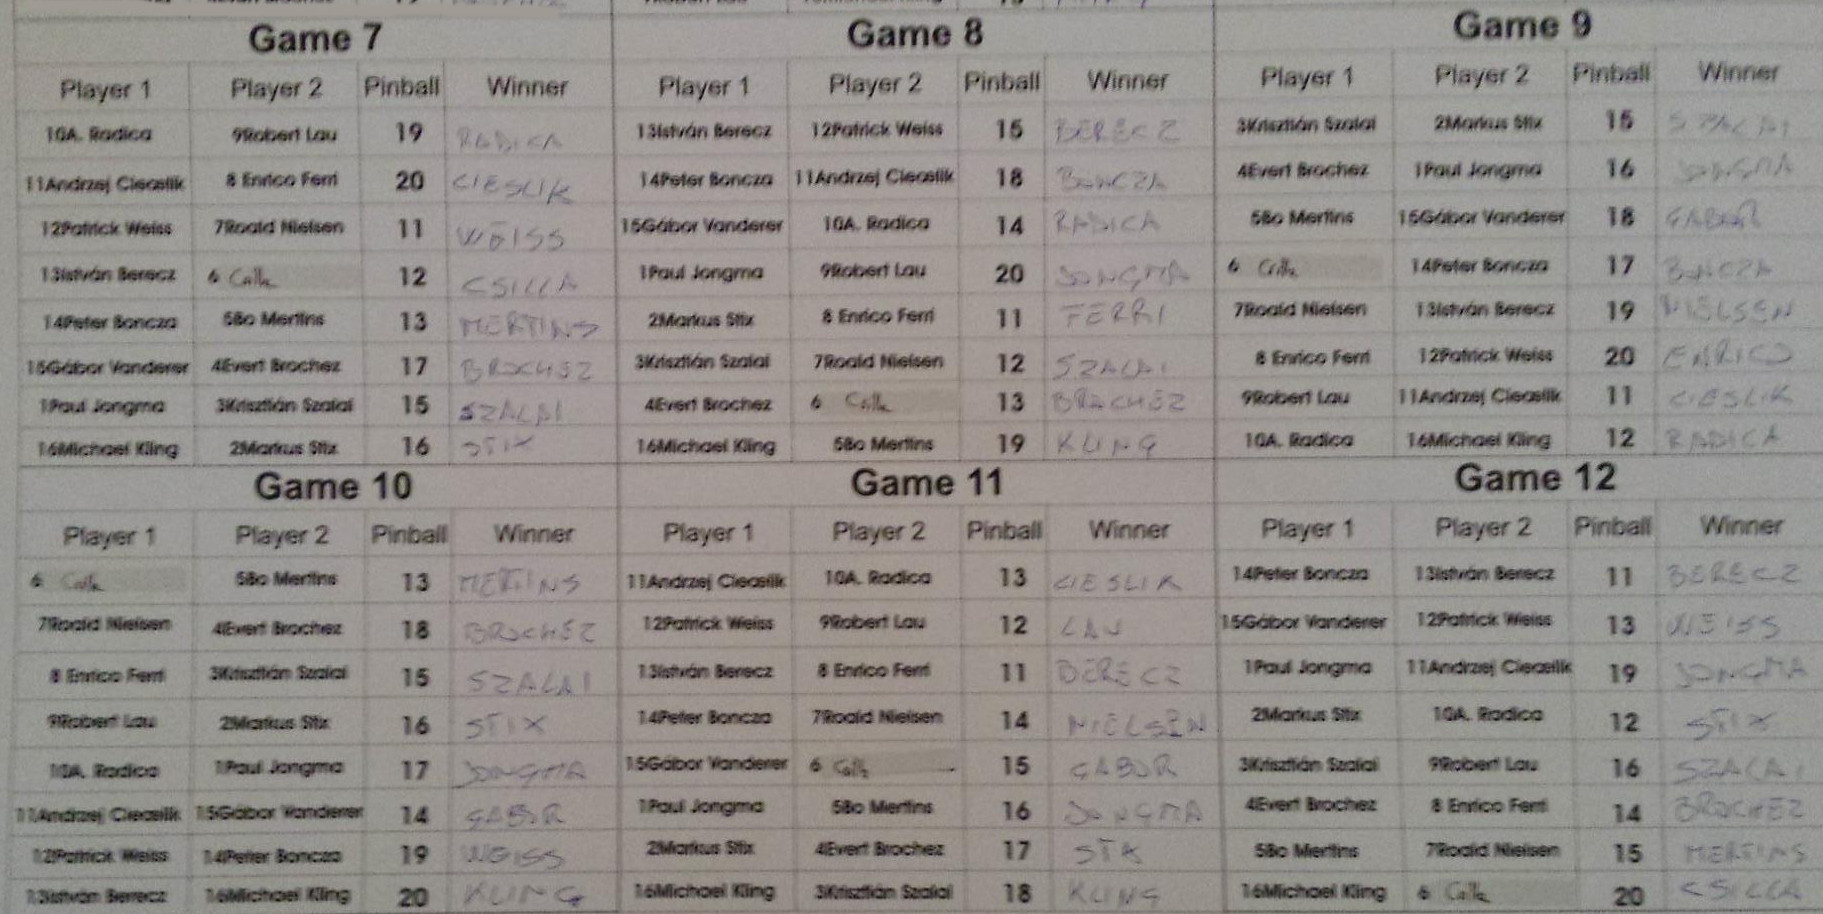 Game 7
Player 1 Player 2 Pinball Winner
10A. Radica 9Robert Lau 19 RADICA
11Andrzej Cieaslik 8 Enrico Ferri 20 CIESLIK
12Patrick Weiss 7Roald Nielsen 11 WEISS
13István Berecz 6 Csilla 12 CSILLA
14Peter Boncza 5Bo Mertins 13 MERTINS
15Gábor Vanderer 4Evert Brochez 17 BROCHEZ
1Paul Jongma 3Krisztián Szalai 15 SZALAI
16Michael Kling 2Markus Stix 16 STIX
Game 8
Player 1 Player 2 Pinball Winner
13István Berecz 12Patrick Weiss 15 BERECZ
14Peter Boncza 11Andrzej Cieaslik 18 BONCZA
15Gábor Vanderer 10A. Radica 14 RADICA
1Paul Jongma 9Robert Lau 20 JONGMA
2Markus Stix 8 Enrico Ferri 11 FERRI
3Krisztián Szalai 7Roald Nielsen 12 SZALAI
4Evert Brochez 6 Csilla 13 BROCHEZ
16Michael Kling 5Bo Mertins 19 KLING
Game 9
Player 1 Player 2 Pinball Winner
3Krisztián Szalai 2Markus Stix 15 SZALAI
4Evert Brochez 1Paul Jongma 16 JONGMA
5Bo Mertins 15Gábor Vanderer 18 GABOR
6 Csilla 14Peter Boncza 17 BONCZA
7Roald Nielsen 13István Berecz 19 NIELSEN
8 Enrico Ferri 12Patrick Weiss 20 ENRICO
9Robert Lau 11Andrzej Cieaslik 11 CIESLIK
10A. Radica 16Michael Kling 12 RADICA
Game 10
Player 1 Player 2 Pinball Winner
6 Csilla 5Bo Mertins 13 MERTINS
7Roald Nielsen 4Evert Brochez 18 BROCHEZ
8 Enrico Ferri 3Krisztián Szalai 15 SZALAI
9Robert Lau 2Markus Stix 16 STIX
10A. Radica 1Paul Jongma 17 JONGMA
11Andrzej Cieaslik 15Gábor Vanderer 14 GABOR
12Patrick Weiss 14Peter Boncza 19 WEISS
13István Berecz 16Michael Kling 20 KLING
Game 11
Player 1 Player 2 Pinball Winner
11Andrzej Cieaslik 10A. Radica 13 CIESLIK
12Patrick Weiss 9Robert Lau 12 LAU
13István Berecz 8 Enrico Ferri 11 BERECZ
14Peter Boncza 7Roald Nielsen 14 NIELSEN
15Gábor Vanderer 6 Csilla 15 GABOR
1Paul Jongma 5Bo Mertins 16 JONGMA
2Markus Stix 4Evert Brochez 17 STIX
16Michael Kling 3Krisztián Szalai 18 KLING
Game 12
Player 1 Player 2 Pinball Winner
14Peter Boncza 13István Berecz 11 BERECZ
15Gábor Vanderer 12Patrick Weiss 13 WEISS
1Paul Jongma 11Andrzej Cieaslik 19 JONGMA
2Markus Stix 10A. Radica 12 STIX
3Krisztián Szalai 9Robert Lau 16 SZALAI
4Evert Brochez 8 Enrico Ferri 14 BROCHEZ
5Bo Mertins 7Roald Nielsen 15 MERTINS
16Michael Kling 6 Csilla 20 CSILLA